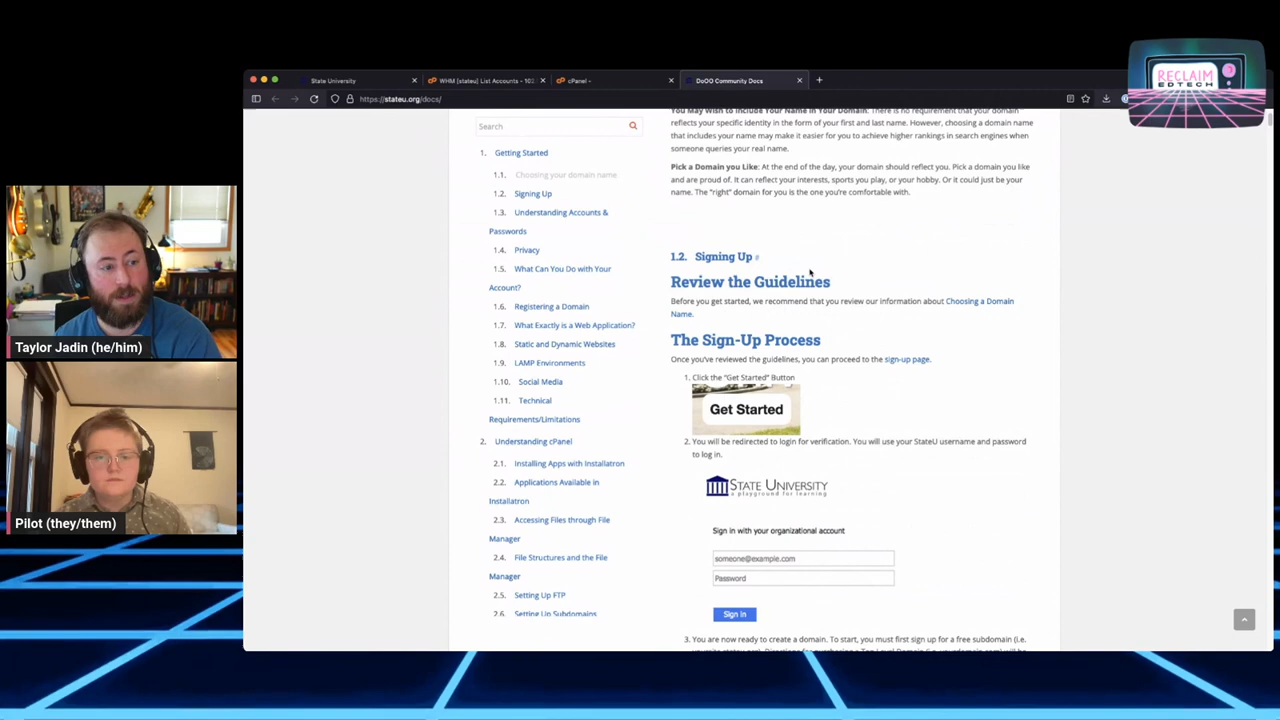 RECLAIM
EDTECH
State University
WHM [stateu] List Accounts - 10
cPanel -
DoOO Community Docs
https://stateu.org/docs/
Search
1. Getting Started
1.1. Choosing your domain name
1.2. Signing Up
1.3. Understanding Accounts &
Passwords
1.4. Privacy
1.5. What Can You Do with Your
Account?
1.6. Registering a Domain
1.7. What Exactly is a Web Application?
1.8. Static and Dynamic Websites
1.9. LAMP Environments
1.10. Social Media
1.11. Technical
Requirements/Limitations
2. Understanding cPanel
2.1. Installing Apps with Installatron
2.2. Applications Available in
Installatron
2.3. Accessing Files through File
Manager
2.4. File Structures and the File
Manager
2.5. Setting Up FTP
2.6. Setting Up Subdomains
You May Wish to Include Your Name in Your Domain: There is no requirement that your domain
reflects your specific identity in the form of your first and last name. However, choosing a domain name
that includes your name may make it easier for you to achieve higher rankings in search engines when
someone queries your real name.
Pick a Domain you Like: At the end of the day, your domain should reflect you. Pick a domain you like
and are proud of. It can reflect your interests, sports you play, or your hobby. Or it could just be your
name. The "right" domain for you is the one you're comfortable with.
1.2. Signing Up #
Review the Guidelines
Before you get started, we recommend that you review our information about Choosing a Domain
Name.
The Sign-Up Process
Once you've reviewed the guidelines, you can proceed to the sign-up page.
1. Click the "Get Started" Button
Get Started
2. You will be redirected to login for verification. You will use your StateU username and password
to log in.
STATE UNIVERSITY
a playground for learning
Sign in with your organizational account
someone@example.com
Password
Sign in
3. You are now ready to create a domain. To start, you must first sign up for a free subdomain (i.e.
Taylor Jadin (he/him)
Pilot (they/them)